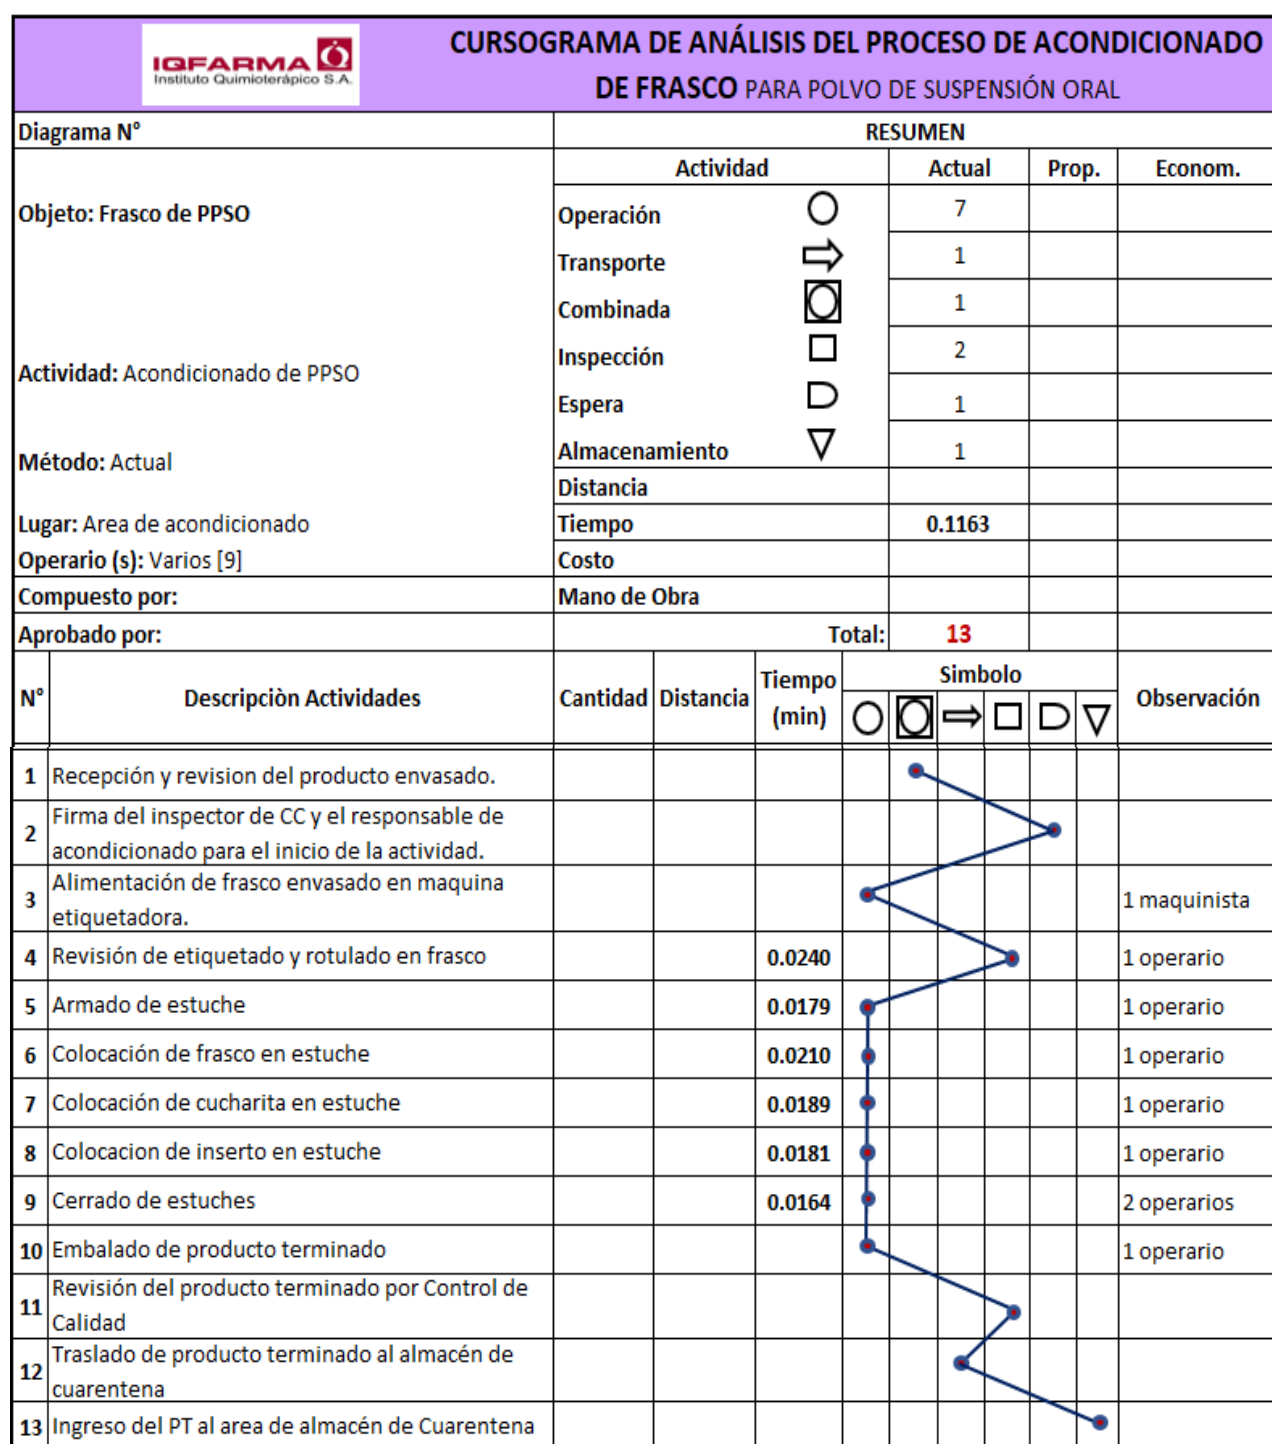 IQFARMA
Instituto Quimioterápico S.A.
CURSOGRAMA DE ANÁLISIS DEL PROCESO DE ACONDICIONADO
DE FRASCO PARA POLVO DE SUSPENSIÓN ORAL
Diagrama N°
RESUMEN
Actividad Actual Prop. Econom.
Objeto: Frasco de PPSO
Operación 7
Transporte 1
Combinada 1
Inspección 2
Actividad: Acondicionado de PPSO
Espera 1
Almacenamiento 1
Método: Actual
Distancia
Lugar: Area de acondicionado
Tiempo 0.1163
Operario (s): Varios [9]
Costo
Compuesto por:
Mano de Obra
Aprobado por:
Total: 13
N° Descripciòn Actividades Cantidad Distancia Tiempo
(min)
Simbolo
Observación
1 Recepción y revision del producto envasado.
2 Firma del inspector de CC y el responsable de
acondicionado para el inicio de la actividad.
3 Alimentación de frasco envasado en maquina
etiquetadora.
1 maquinista
4 Revisión de etiquetado y rotulado en frasco 0.0240 1 operario
5 Armado de estuche 0.0179 1 operario
6 Colocación de frasco en estuche 0.0210 1 operario
7 Colocación de cucharita en estuche 0.0189 1 operario
8 Colocacion de inserto en estuche 0.0181 1 operario
9 Cerrado de estuches 0.0164 2 operarios
10 Embalado de producto terminado 1 operario
11 Revisión del producto terminado por Control de
Calidad
12 Traslado de producto terminado al almacén de
cuarentena
13 Ingreso del PT al area de almacén de Cuarentena